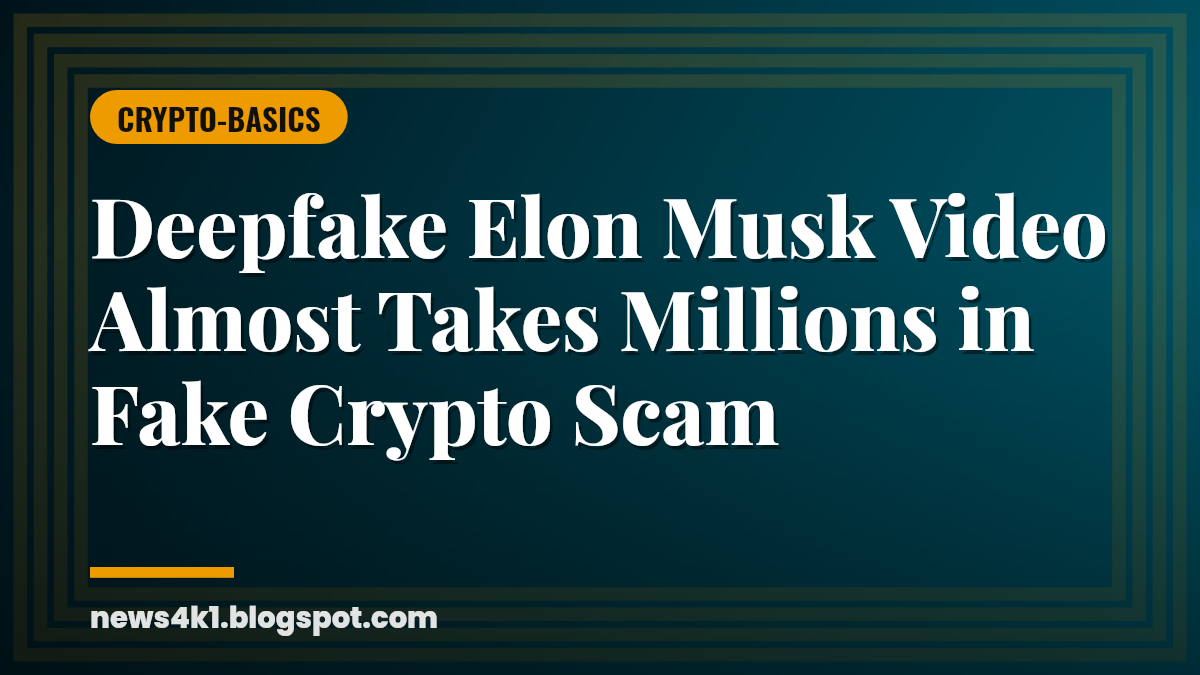 CRYPTO-BASICS
Deepfake Elon Musk Video
Almost Takes Millions in
Fake Crypto Scam
news4k1.blogspot.com